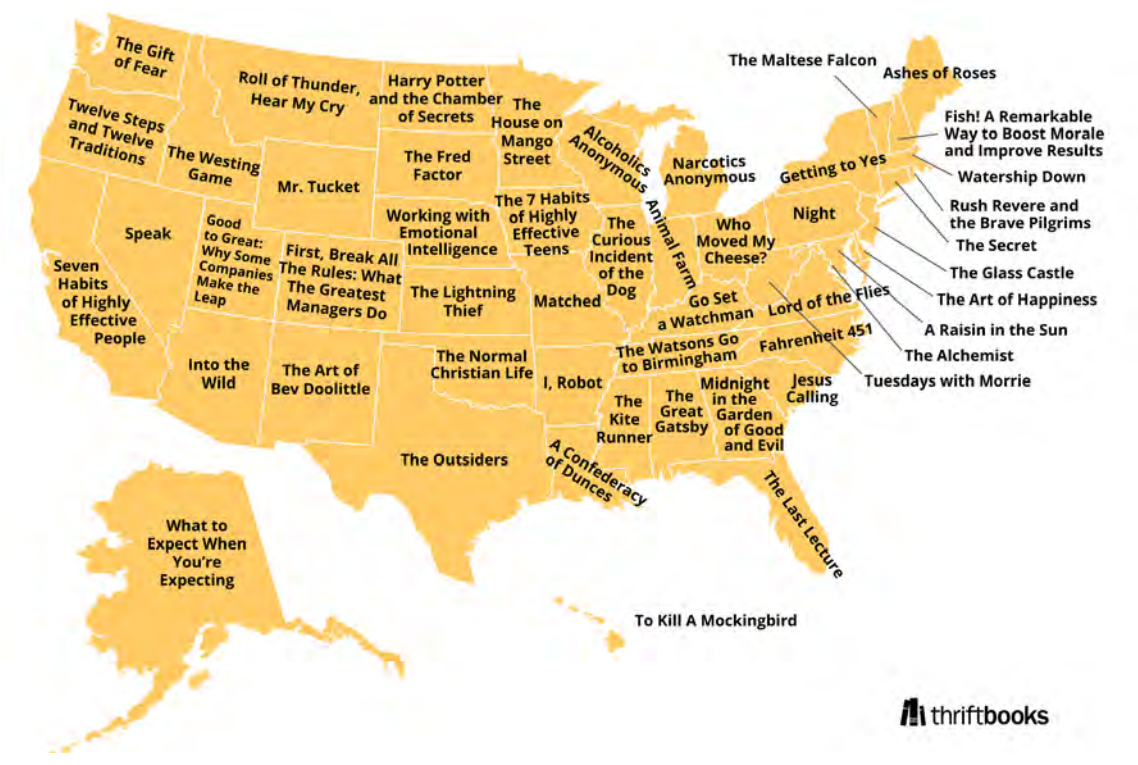 The Gift
of Fear
Roll of Thunder,
Hear My Cry
Harry Potter
and the Chamber
of Secrets
The
House on
Mango
Street
Alcoholics
Anonymous
Narcotics
Anonymous
The Maltese Falcon
Ashes of Roses
Fish! A Remarkable
Way to Boost Morale
and Improve Results
Getting to Yes
Watership Down
Rush Revere and
the Brave Pilgrims
The Secret
The Glass Castle
The Art of Happiness
A Raisin in the Sun
The Alchemist
Tuesdays with Morrie
Twelve Steps
and Twelve
Traditions
The Westing
Game
Mr. Tucket
The Fred
Factor
Working with
Emotional
Intelligence
The 7 Habits
of Highly
Effective
Teens
The
Curious
Incident
of the
Dog
Animal Farm
Who
Moved My
Cheese?
Night
Seven
Habits
of Highly
Effective
People
Speak
Good
to Great:
Why Some
Companies
Make the
Leap
First, Break All
The Rules: What
The Greatest
Managers Do
The Lightning
Thief
Matched
Go Set
a Watchman
Lord of the Flies
The Watsons Go
to Birmingham
Fahrenheit 451
Into the
Wild
The Art of
Bev Doolittle
The Normal
Christian Life
I, Robot
The
Kite
Runner
The
Great
Gatsby
Midnight
in the
Garden
of Good
and Evil
Jesus
Calling
The Outsiders
A Confederacy
of Dunces
The Last Lecture
What to
Expect When
You're
Expecting
To Kill A Mockingbird
thriftbooks